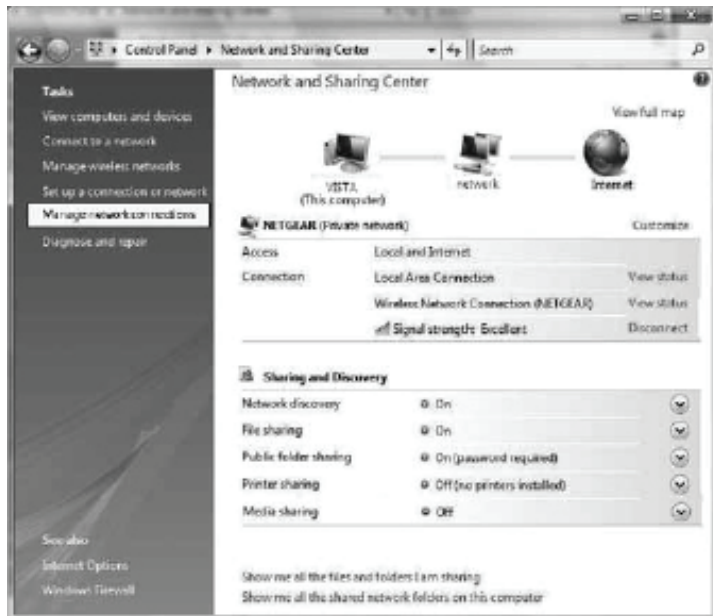 Control Panel ▸ Network and Sharing Center
Search
Tasks
View computers and devices
Connect to a network
Manage wireless networks
Set up a connection or network
Manage network connections
Diagnose and repair
See also
Internet Options
Windows Firewall
Network and Sharing Center
View full map
VISTA
(This computer)
network
Internet
NETGEAR (Private network)
Customize
Access
Local and Internet
Connection
Local Area Connection
View status
Wireless Network Connection (NETGEAR)
View status
Signal strength: Excellent
Disconnect
Sharing and Discovery
Network discovery
On
File sharing
On
Public folder sharing
On (password required)
Printer sharing
Off (no printers installed)
Media sharing
Off
Show me all the files and folders I am sharing
Show me all the shared network folders on this computer